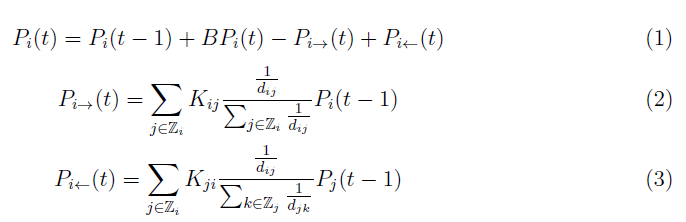 P_i(t) = P_i(t − 1) + BP_i(t) − P_{i→}(t) + P_{i←}(t) (1)
P_{i→}(t) = \sum_{j∈ℤ_i} K_{ij} \frac{\frac{1}{d_{ij}}}{\sum_{j∈ℤ_i} \frac{1}{d_{ij}}} P_i(t − 1) (2)
P_{i←}(t) = \sum_{j∈ℤ_i} K_{ji} \frac{\frac{1}{d_{ij}}}{\sum_{k∈ℤ_j} \frac{1}{d_{jk}}} P_j(t − 1) (3)